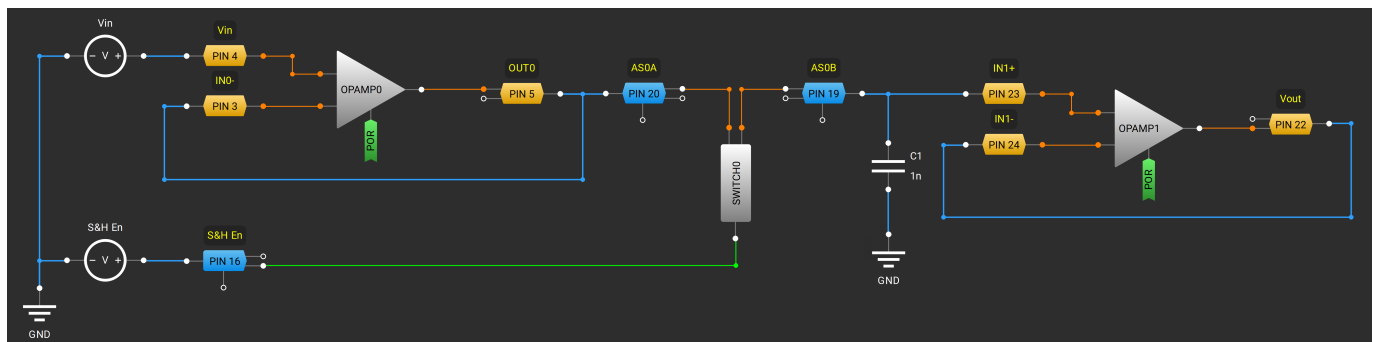 Vin
− V +
Vin
PIN 4
IN0-
PIN 3
OPAMP0
POR
OUT0
PIN 5
AS0A
PIN 20
SWITCH0
AS0B
PIN 19
C1
1n
GND
IN1+
PIN 23
IN1-
PIN 24
OPAMP1
POR
Vout
PIN 22
S&H En
− V +
S&H En
PIN 16
GND